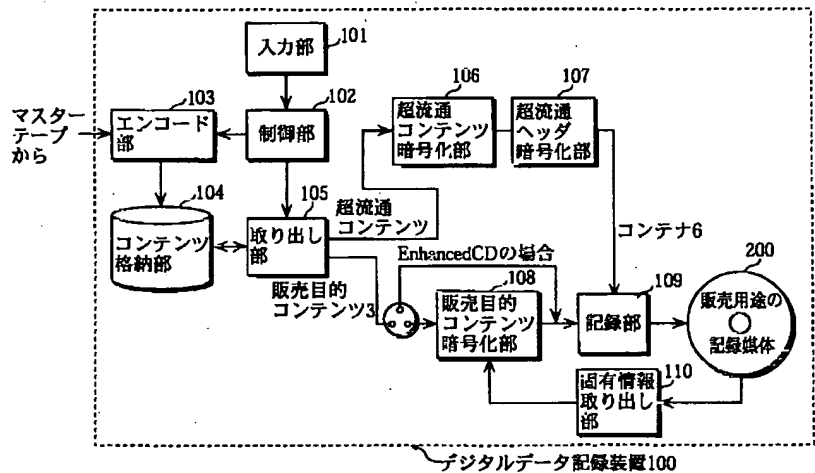 101
入力部
106
107
マスター
テープ
から
103
エンコード
部
102
制御部
超流通
コンテンツ
暗号化部
超流通
ヘッダ
暗号化部
104
コンテンツ
格納部
105
取り出し
部
超流通
コンテンツ
コンテナ6
EnhancedCDの場合
200
販売目的
コンテンツ3
108
販売目的
コンテンツ
暗号化部
109
記録部
販売用途の
記録媒体
110
固有情報
取り出し
部
デジタルデータ記録装置100